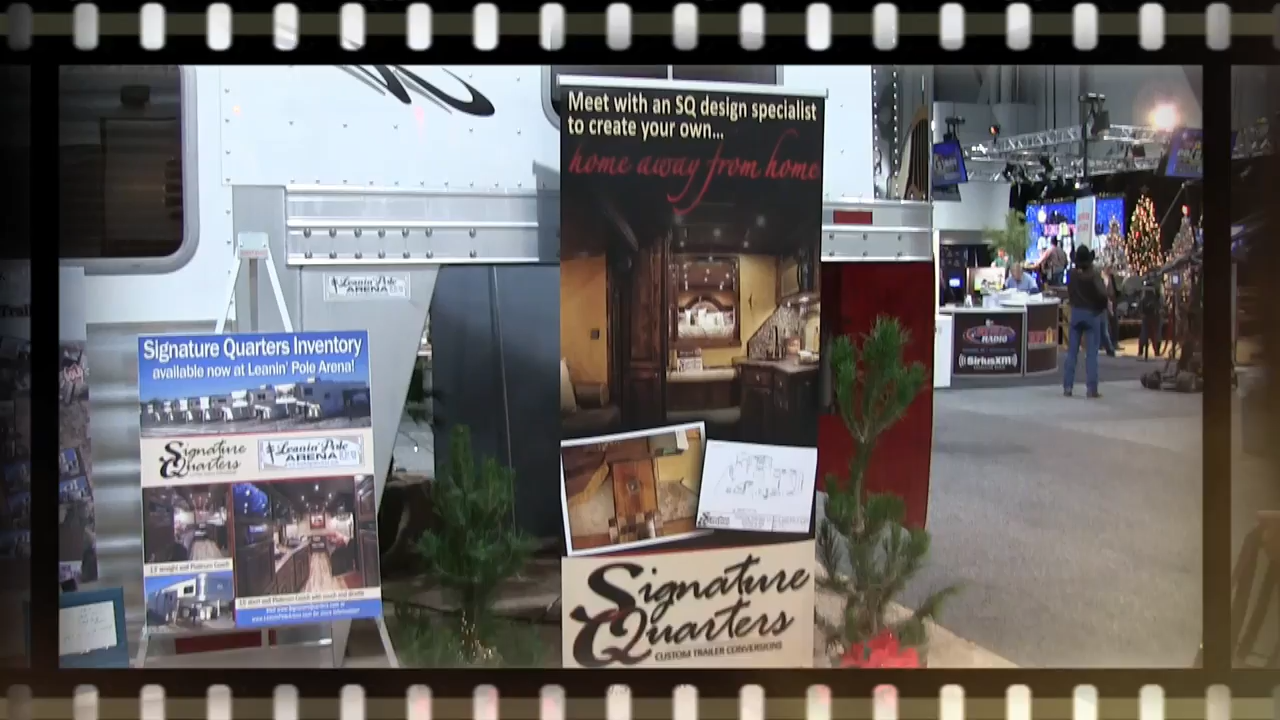 Meet with an SQ design specialist
to create your own...
home away from home
Leanin' Pole
ARENA
Signature Quarters Inventory
available now at Leanin' Pole Arena!
Signature
Quarters
Leanin' Pole
ARENA
Signature
Quarters
CUSTOM TRAILER CONVERSIONS
RADIO
SiriusXM